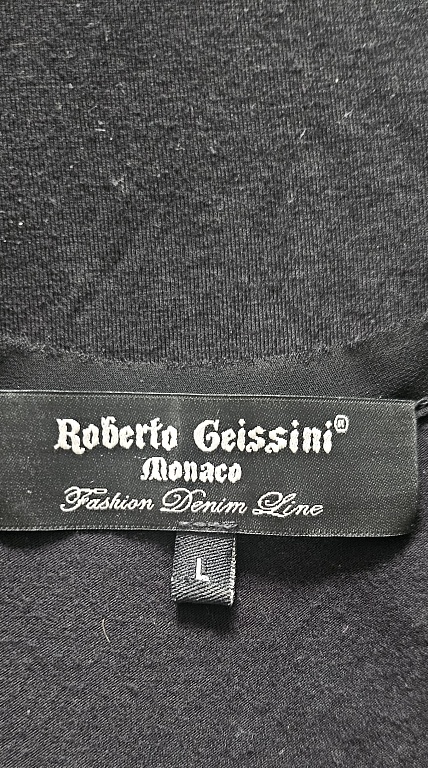 Roberto Geissini®
Monaco
Fashion Denim Line
L